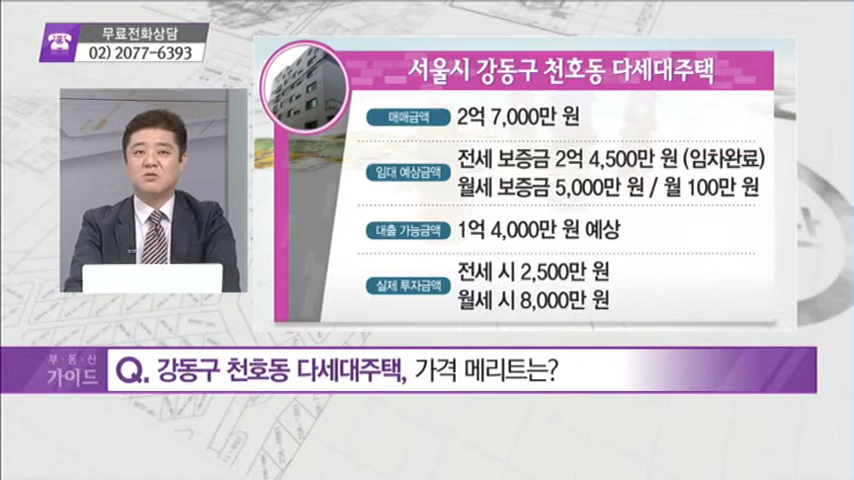 무료전화상담
02) 2077-6393
서울시 강동구 천호동 다세대주택
매매금액 2억 7,000만 원
임대 예상금액 전세 보증금 2억 4,500만 원 (임차완료)
월세 보증금 5,000만 원 / 월 100만 원
대출 가능금액 1억 4,000만 원 예상
실제 투자금액 전세 시 2,500만 원
월세 시 8,000만 원
부·동·산
가이드
Q. 강동구 천호동 다세대주택, 가격 메리트는?